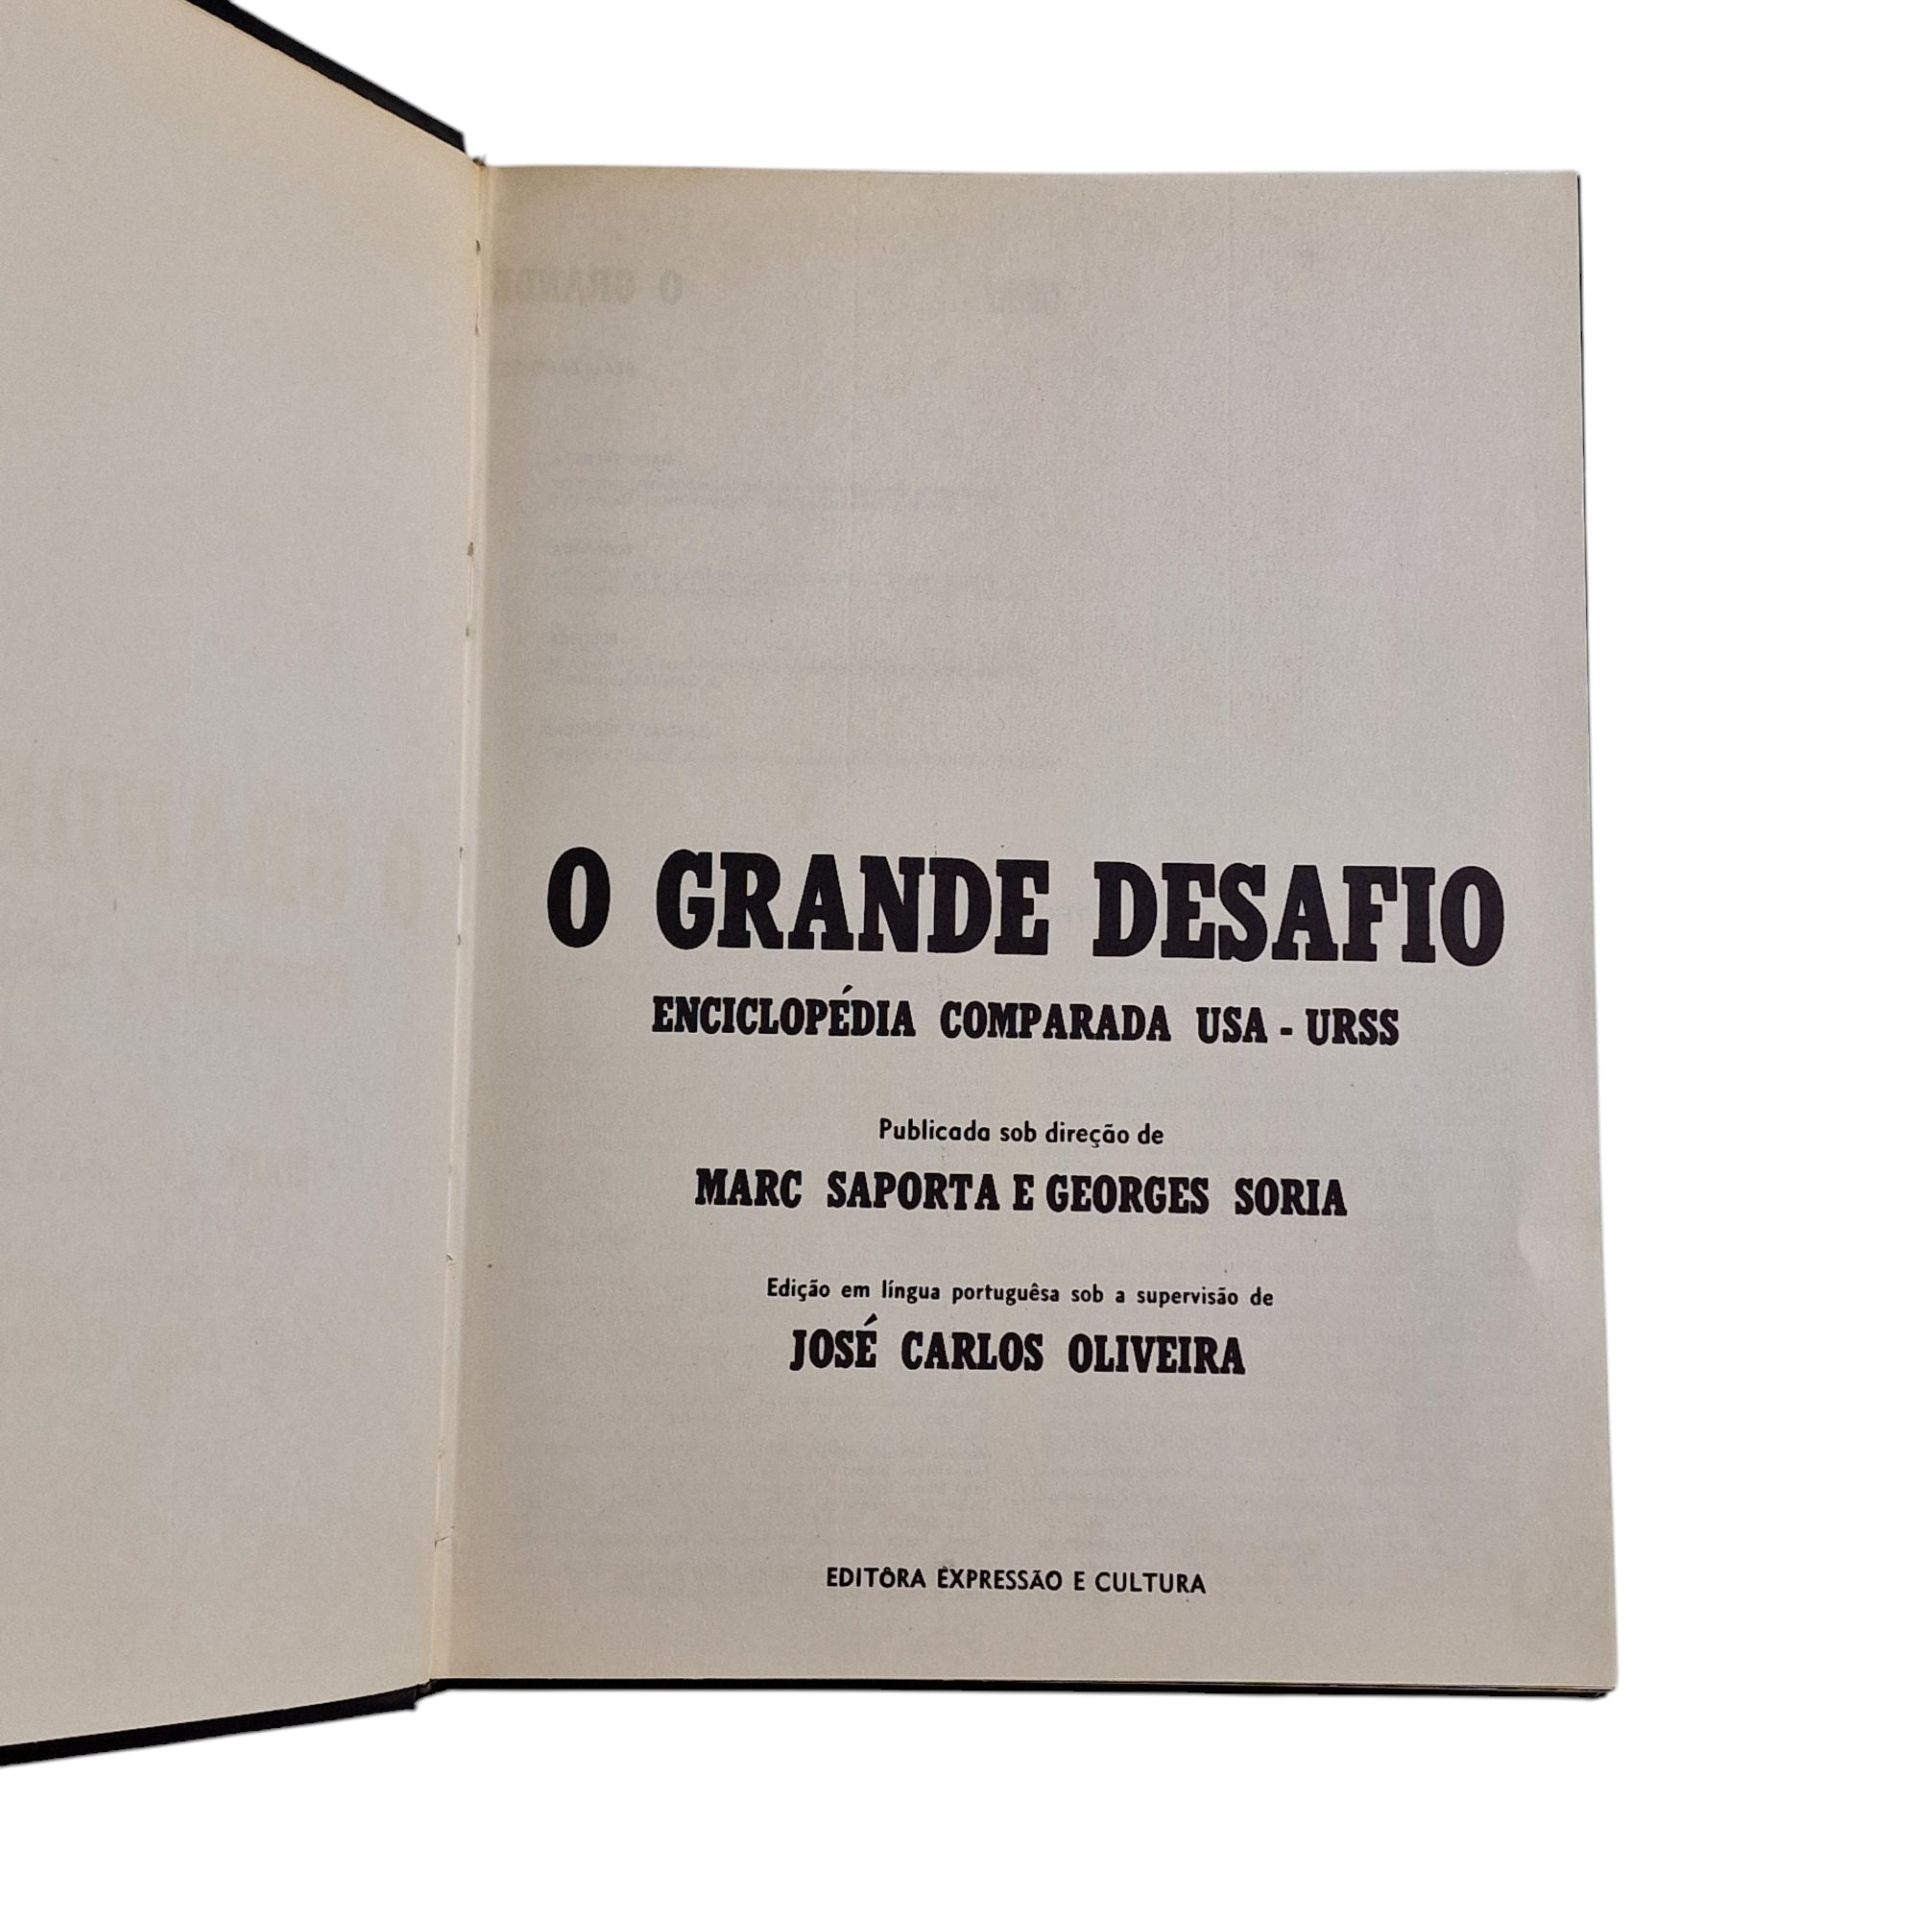 O GRANDE DESAFIO
ENCICLOPÉDIA COMPARADA USA - URSS
Publicada sob direção de
MARC SAPORTA E GEORGES SORIA
Edição em língua portuguêsa sob a supervisão de
JOSÉ CARLOS OLIVEIRA
EDITÔRA EXPRESSÃO E CULTURA